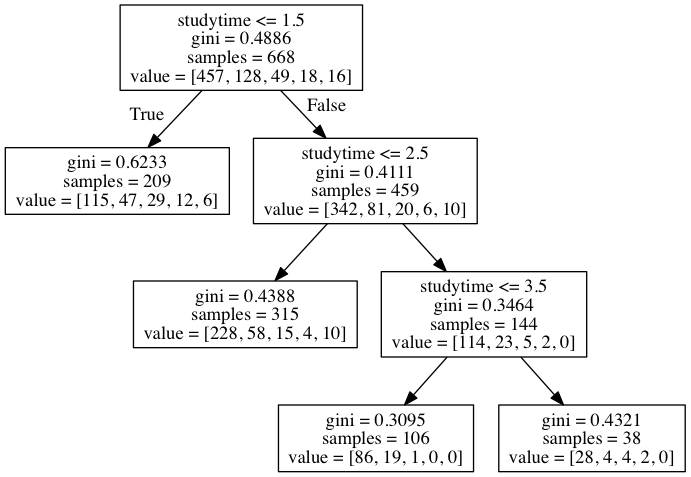 studytime <= 1.5
gini = 0.4886
samples = 668
value = [457, 128, 49, 18, 16]
True
False
gini = 0.6233
samples = 209
value = [115, 47, 29, 12, 6]
studytime <= 2.5
gini = 0.4111
samples = 459
value = [342, 81, 20, 6, 10]
gini = 0.4388
samples = 315
value = [228, 58, 15, 4, 10]
studytime <= 3.5
gini = 0.3464
samples = 144
value = [114, 23, 5, 2, 0]
gini = 0.3095
samples = 106
value = [86, 19, 1, 0, 0]
gini = 0.4321
samples = 38
value = [28, 4, 4, 2, 0]